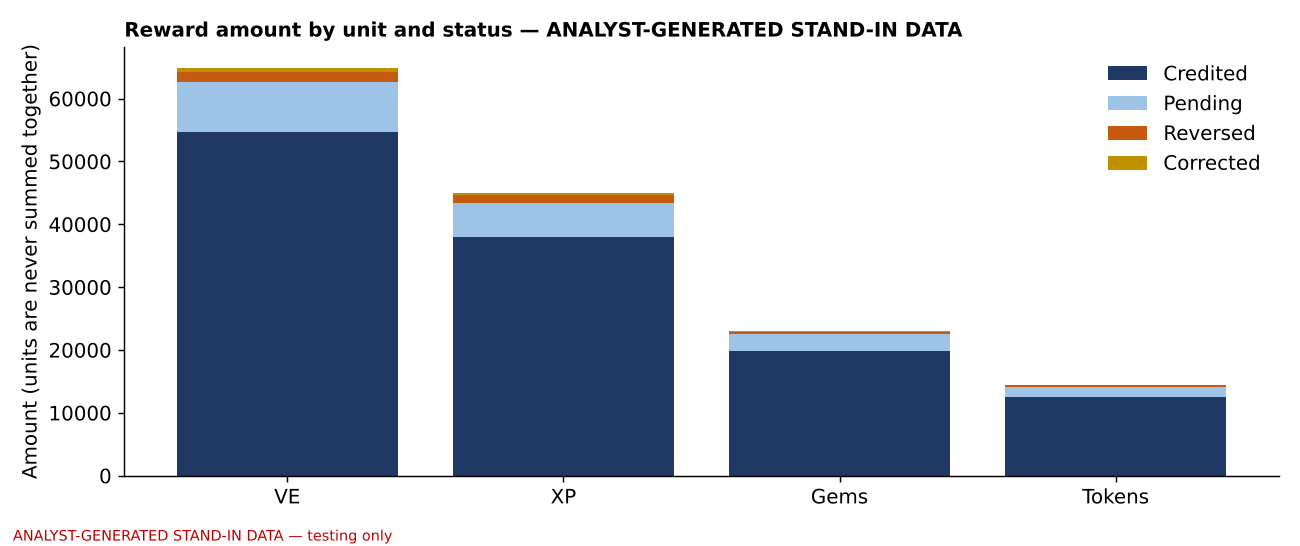 Reward amount by unit and status — ANALYST-GENERATED STAND-IN DATA
Amount (units are never summed together)
60000
50000
40000
30000
20000
10000
0
VE
XP
Gems
Tokens
Credited
Pending
Reversed
Corrected
ANALYST-GENERATED STAND-IN DATA — testing only